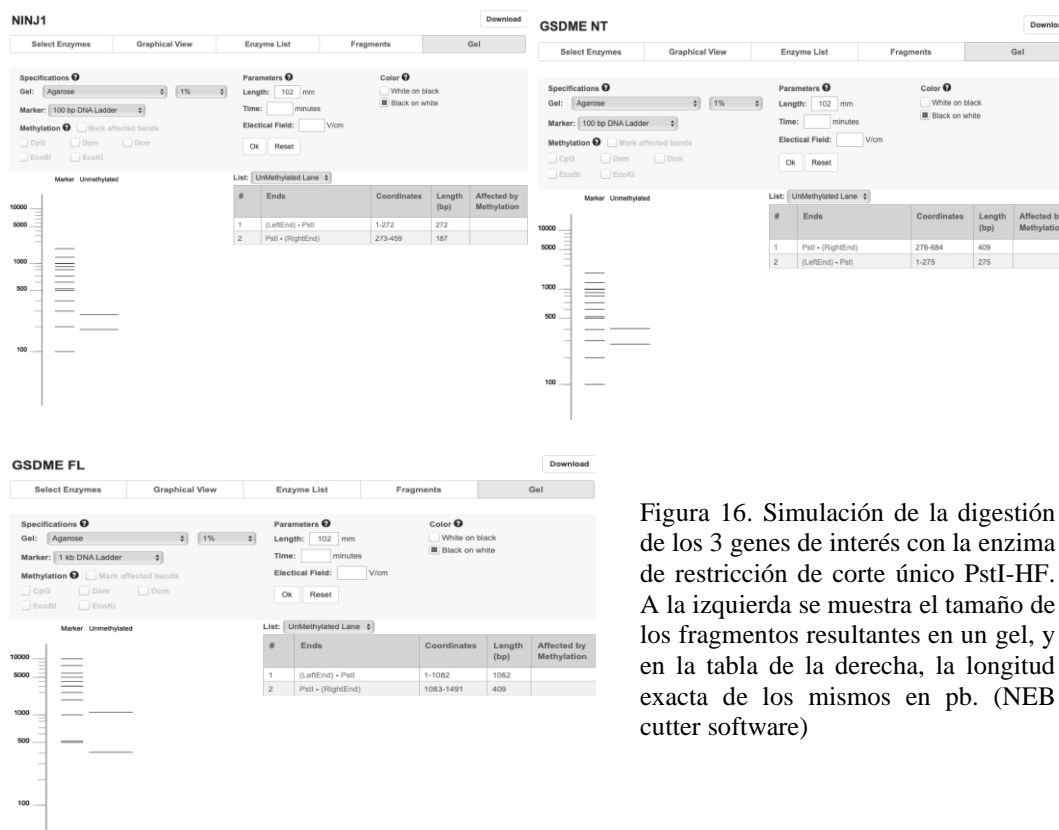 NINJ1
Download
Select Enzymes Graphical View Enzyme List Fragments Gel
Specifications ?
Gel: Agarose 1%
Marker: 100 bp DNA Ladder
Methylation ? Mark affected bands
CpG Dam Dcm
EcoBI EcoKI
Parameters ?
Length: 102 mm
Time: minutes
Electical Field: V/cm
Ok Reset
Color ?
White on black
Black on white
Marker Unmethylated
10000
5000
1000
500
100
List: UnMethylated Lane
# Ends Coordinates Length (bp) Affected by Methylation
1 (LeftEnd) - PstI 1-272 272
2 PstI - (RightEnd) 273-459 187
GSDME NT
Downlo
Select Enzymes Graphical View Enzyme List Fragments Gel
Specifications ?
Gel: Agarose 1%
Marker: 100 bp DNA Ladder
Methylation ? Mark affected bands
CpG Dam Dcm
EcoBI EcoKI
Parameters ?
Length: 102 mm
Time: minutes
Electical Field: V/cm
Ok Reset
Color ?
White on black
Black on white
Marker Unmethylated
10000
5000
1000
500
100
List: UnMethylated Lane
# Ends Coordinates Length (bp) Affected b Methylatio
1 PstI - (RightEnd) 276-684 409
2 (LeftEnd) - PstI 1-275 275
GSDME FL
Download
Select Enzymes Graphical View Enzyme List Fragments Gel
Specifications ?
Gel: Agarose 1%
Marker: 1 kb DNA Ladder
Methylation ? Mark affected bands
CpG Dam Dcm
EcoBI EcoKI
Parameters ?
Length: 102 mm
Time: minutes
Electical Field: V/cm
Ok Reset
Color ?
White on black
Black on white
Marker Unmethylated
10000
5000
1000
500
100
List: UnMethylated Lane
# Ends Coordinates Length (bp) Affected by Methylation
1 (LeftEnd) - PstI 1-1082 1082
2 PstI - (RightEnd) 1083-1491 409
Figura 16. Simulación de la digestión
de los 3 genes de interés con la enzima
de restricción de corte único PstI-HF.
A la izquierda se muestra el tamaño de
los fragmentos resultantes en un gel, y
en la tabla de la derecha, la longitud
exacta de los mismos en pb. (NEB
cutter software)